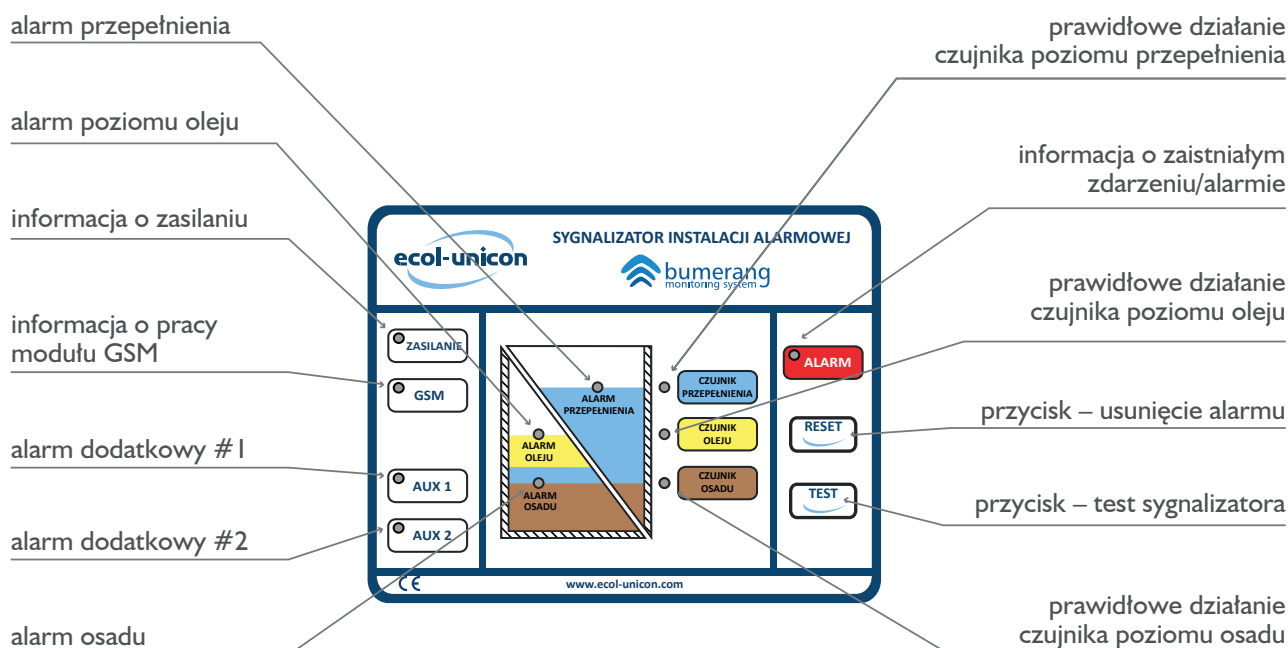 alarm przepełnienia
alarm poziomu oleju
informacja o zasilaniu
informacja o pracy
modułu GSM
alarm dodatkowy #1
alarm dodatkowy #2
alarm osadu
ecol-unicon
SYGNALIZATOR INSTALACJI ALARMOWEJ
bumerang
monitoring system
ZASILANIE
GSM
AUX 1
AUX 2
ALARM
PRZEPEŁNIENIA
ALARM
OLEJU
ALARM
OSADU
CZUJNIK
PRZEPEŁNIENIA
CZUJNIK
OLEJU
CZUJNIK
OSADU
ALARM
RESET
TEST
CE
www.ecol-unicon.com
prawidłowe działanie
czujnika poziomu przepełnienia
informacja o zaistniałym
zdarzeniu/alarmie
prawidłowe działanie
czujnika poziomu oleju
przycisk – usunięcie alarmu
przycisk – test sygnalizatora
prawidłowe działanie
czujnika poziomu osadu